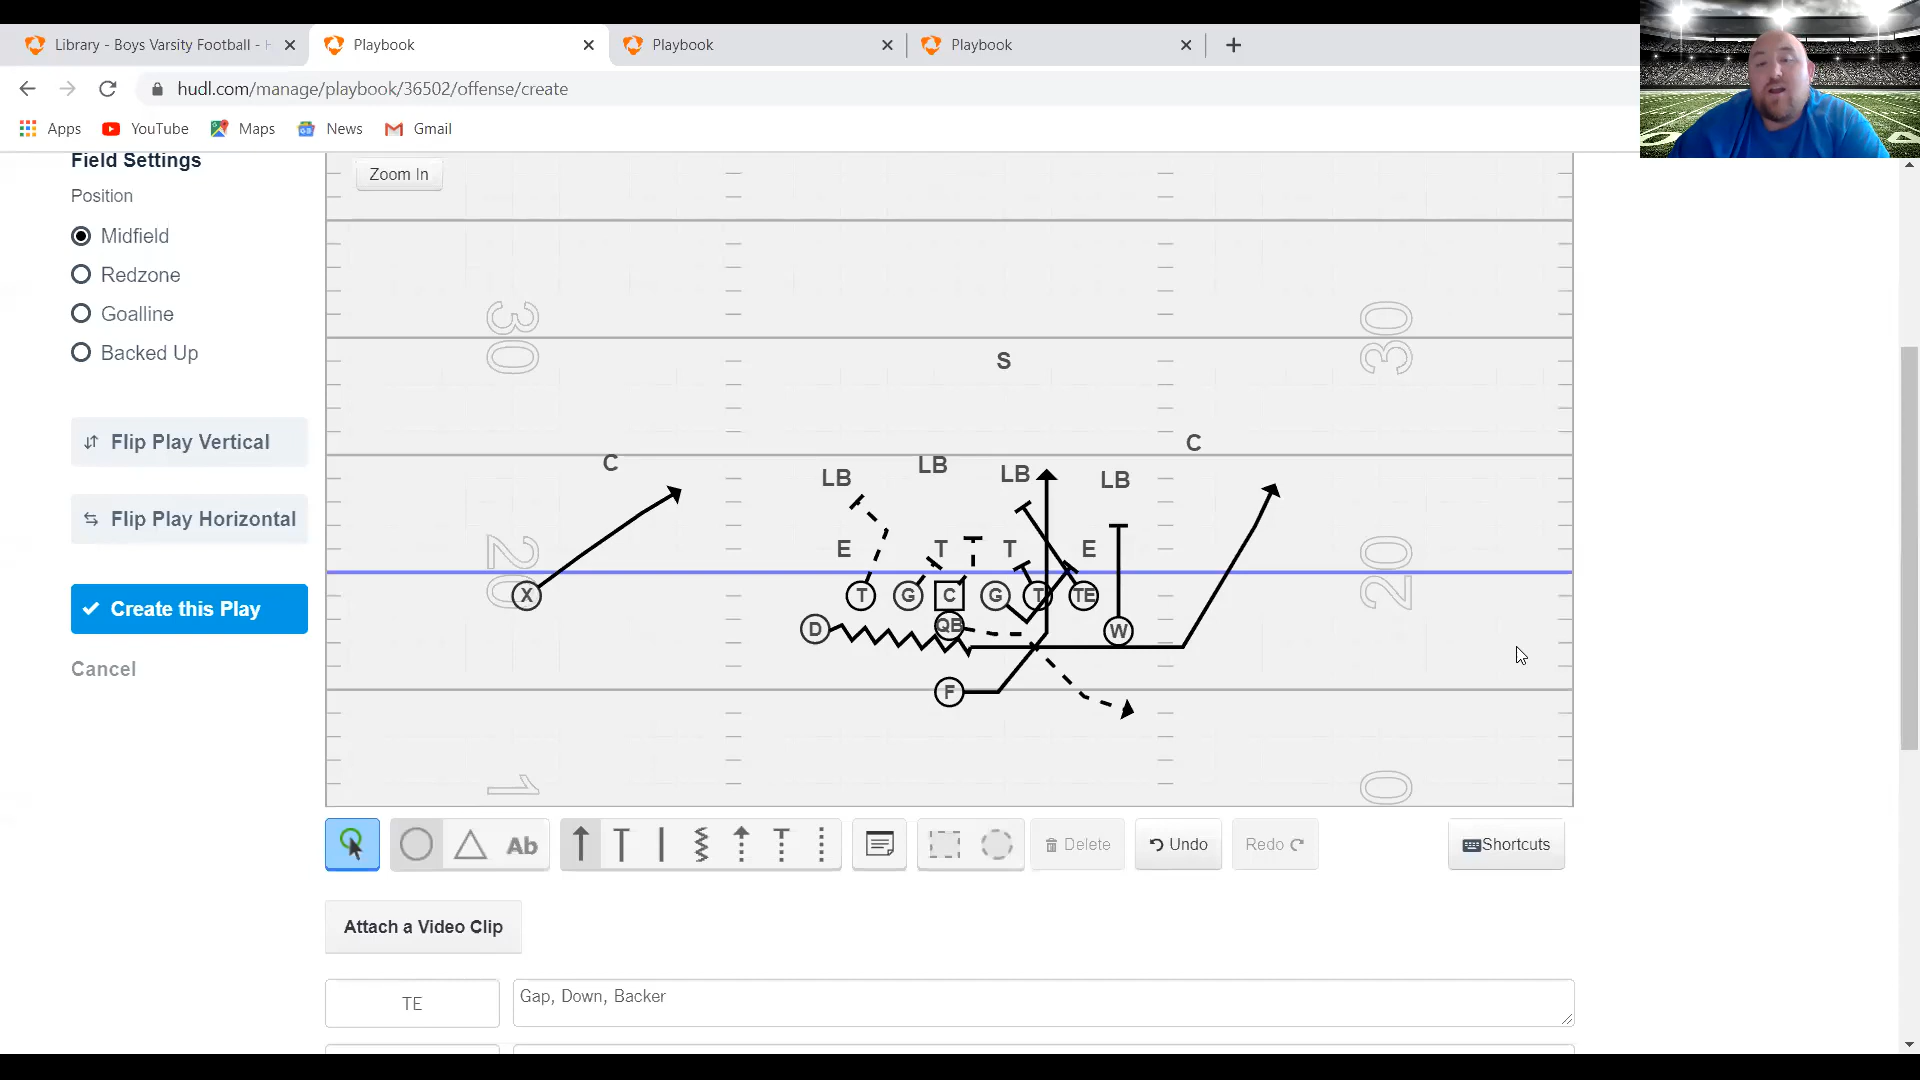 Library - Boys Varsity Football - H
Playbook
Playbook
Playbook
hudl.com/manage/playbook/36502/offense/create
Apps
YouTube
Maps
News
Gmail
Field Settings
Position
Midfield
Redzone
Goalline
Backed Up
Flip Play Vertical
Flip Play Horizontal
Create this Play
Cancel
Zoom In
30
30
S
C
C
LB
LB
LB
LB
E
T
T
E
20
20
X
T
G
C
G
T
TE
D
QB
W
F
1
0
Ab
Delete
Undo
Redo
Shortcuts
Attach a Video Clip
TE
Gap, Down, Backer